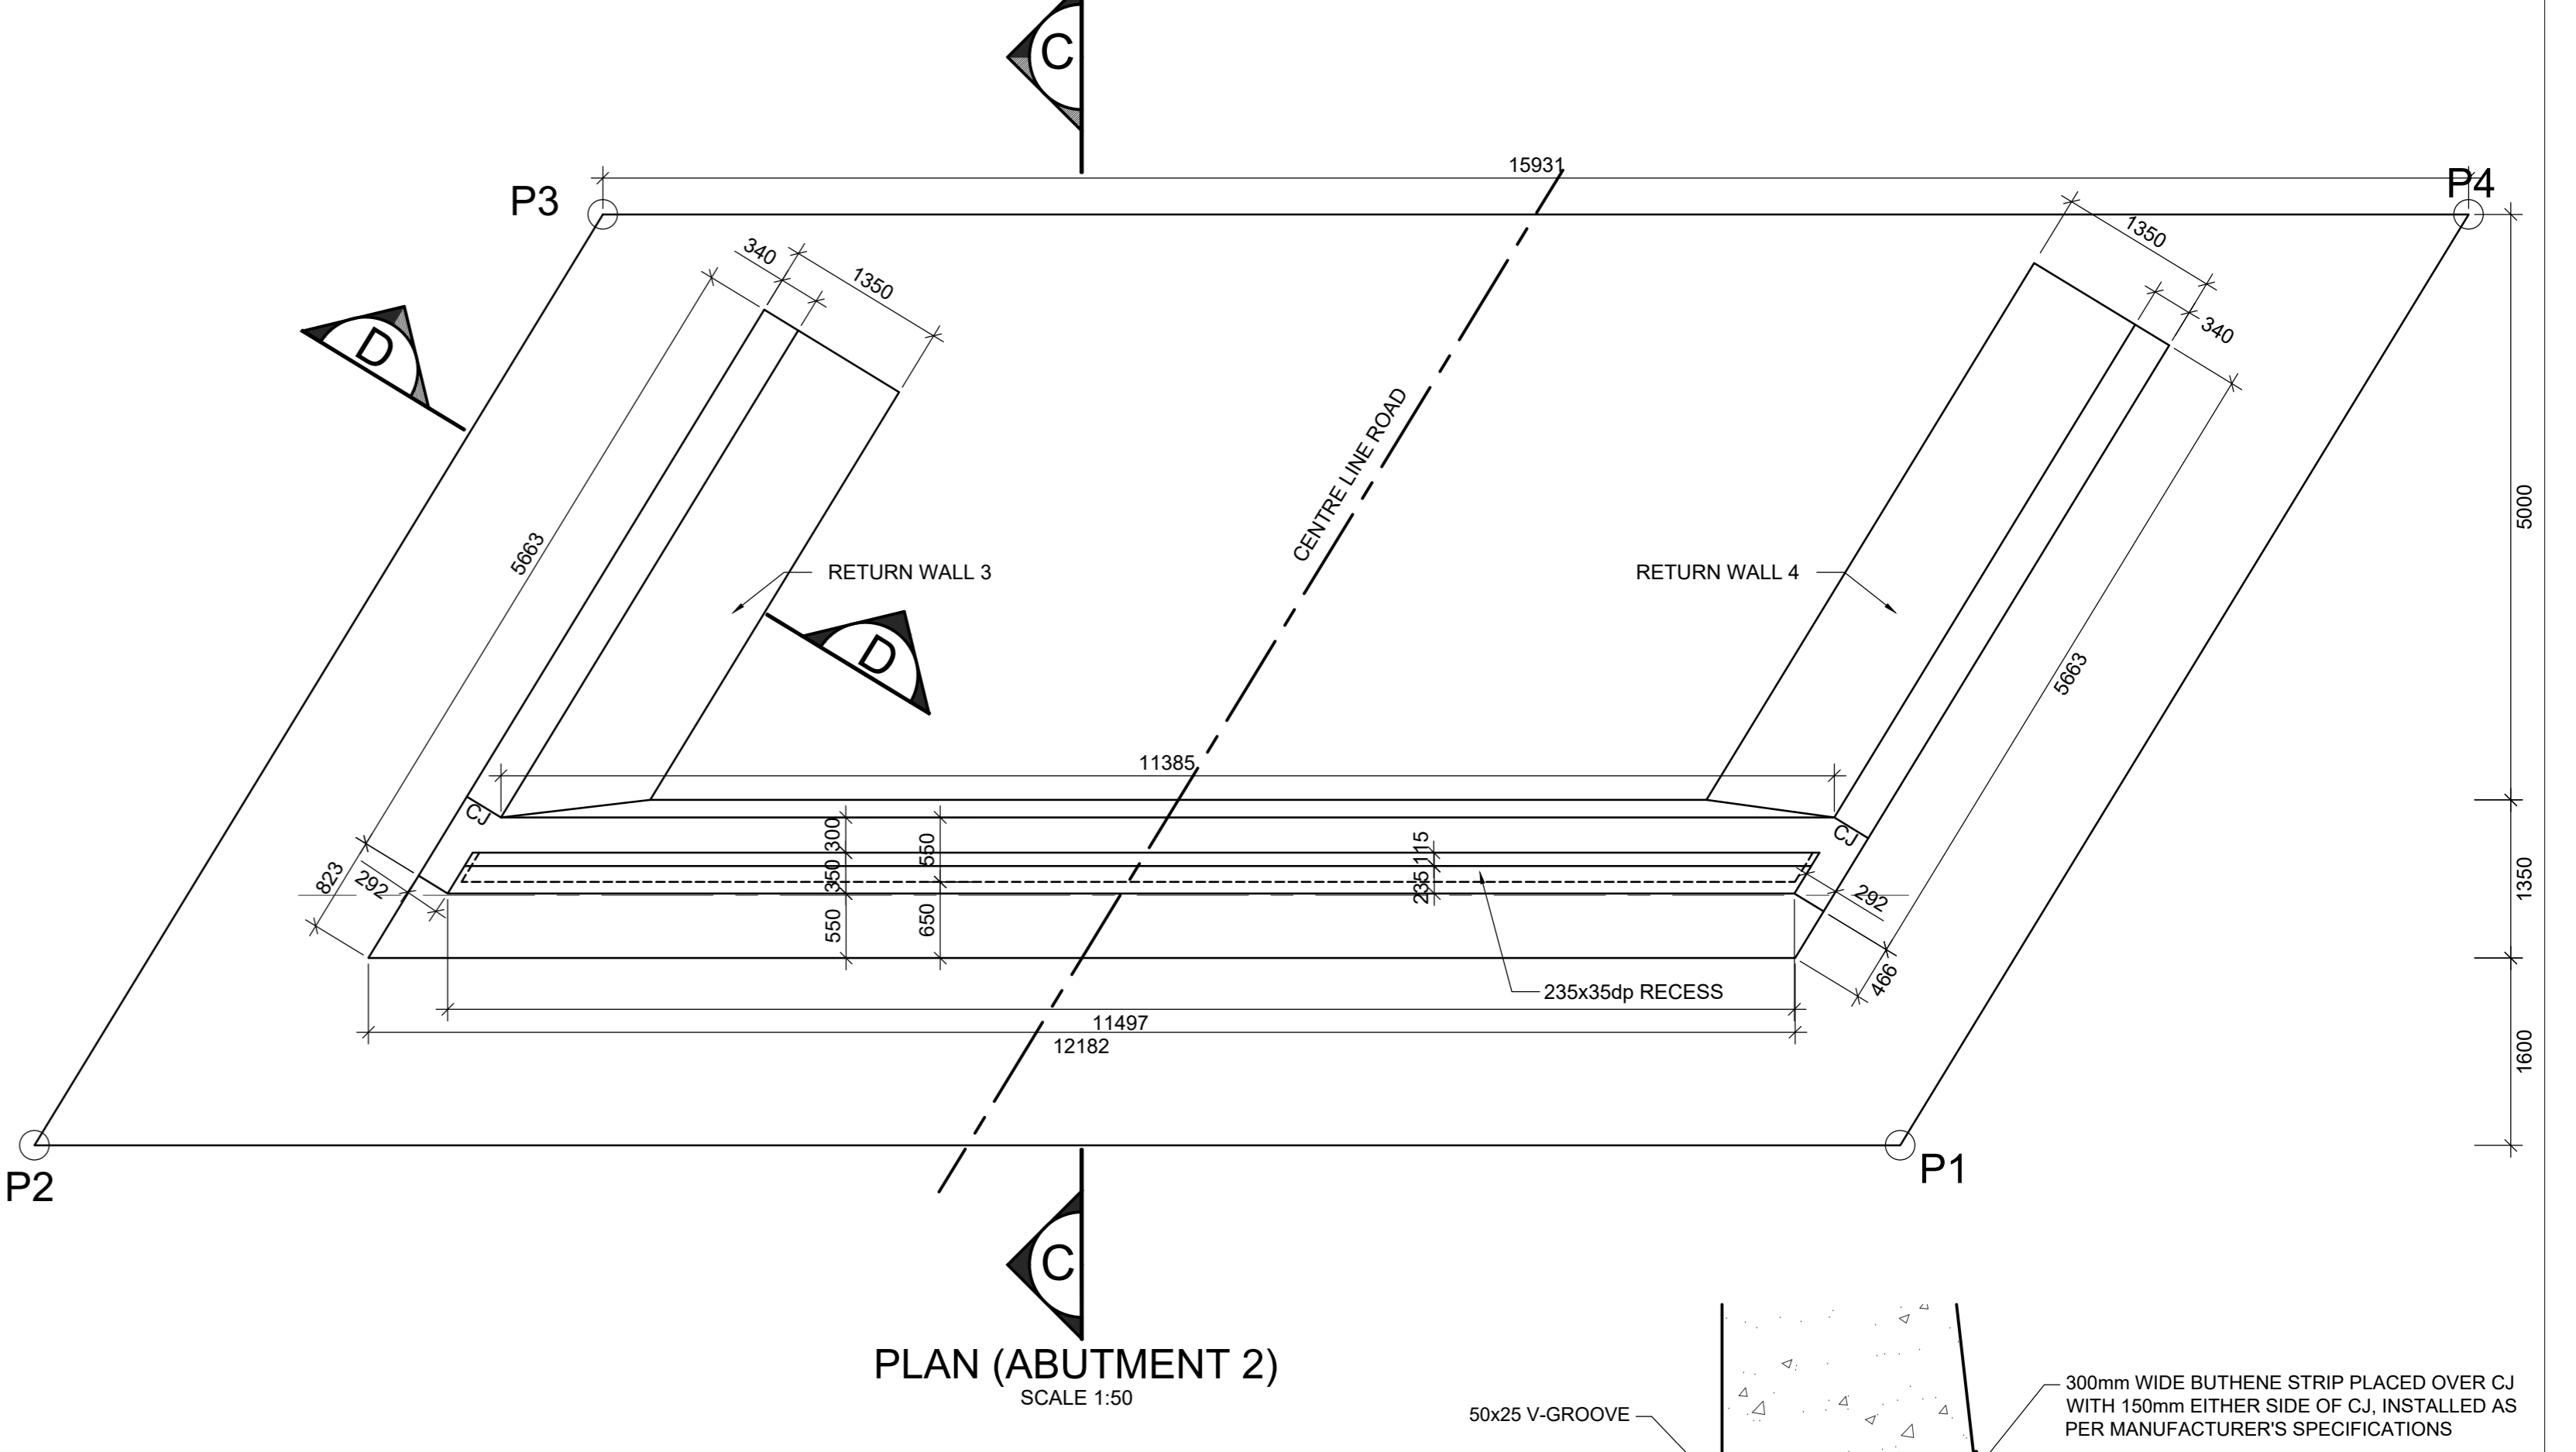 C
15931
P3
P4
340
1350
1350
340
D
CENTRE LINE ROAD
5000
5663
RETURN WALL 3
RETURN WALL 4
D
5663
11385
CJ
CJ
300
550
115
823
292
350
235
292
1350
550
650
466
235x35dp RECESS
11497
12182
1600
P2
P1
C
PLAN (ABUTMENT 2)
SCALE 1:50
50x25 V-GROOVE
300mm WIDE BUTHENE STRIP PLACED OVER CJ
WITH 150mm EITHER SIDE OF CJ, INSTALLED AS
PER MANUFACTURER'S SPECIFICATIONS